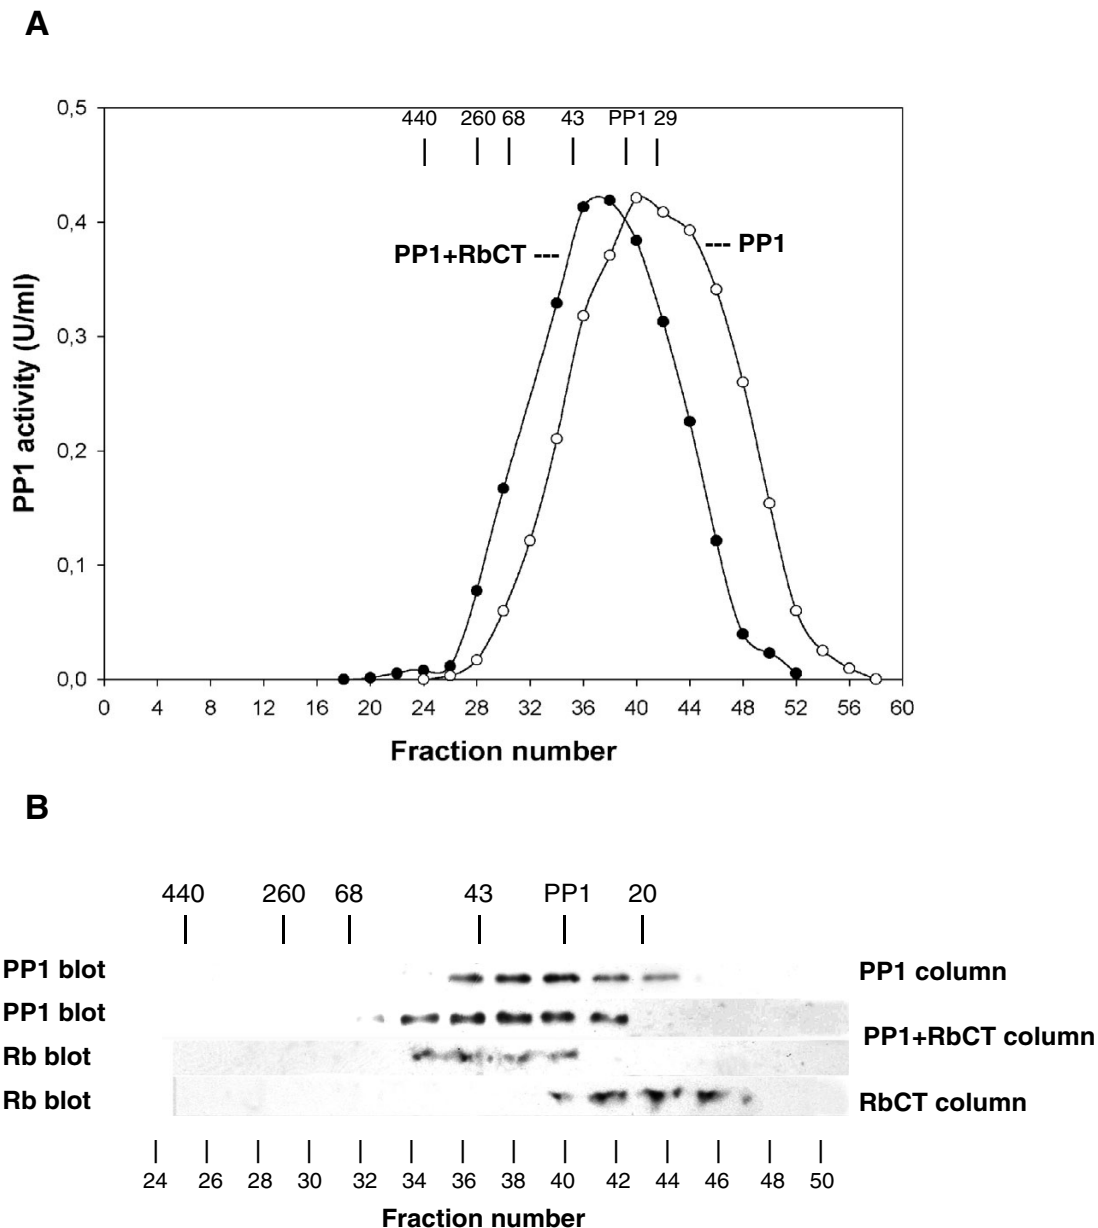 A
0,5
0,4
0,3
0,2
0,1
0,0
PP1 activity (U/ml)
440 260 68 43 PP1 29
PP1+RbCT ---
--- PP1
0 4 8 12 16 20 24 28 32 36 40 44 48 52 56 60
Fraction number
B
440 260 68 43 PP1 20
PP1 blot PP1 column
PP1 blot
PP1+RbCT column
Rb blot
Rb blot RbCT column
24 26 28 30 32 34 36 38 40 42 44 46 48 50
Fraction number